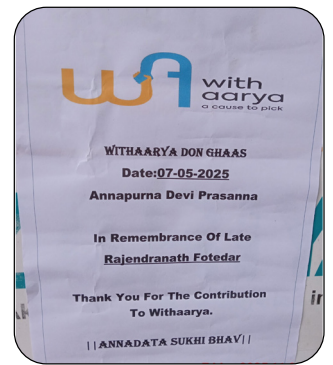 WA
with
aarya
a cause to pick
WITHAARYA DON GHAAS
Date:07-05-2025
Annapurna Devi Prasanna
In Remembrance Of Late
Rajendranath Fotedar
Thank You For The Contribution
To Withaarya.
||ANNADATA SUKHI BHAV||